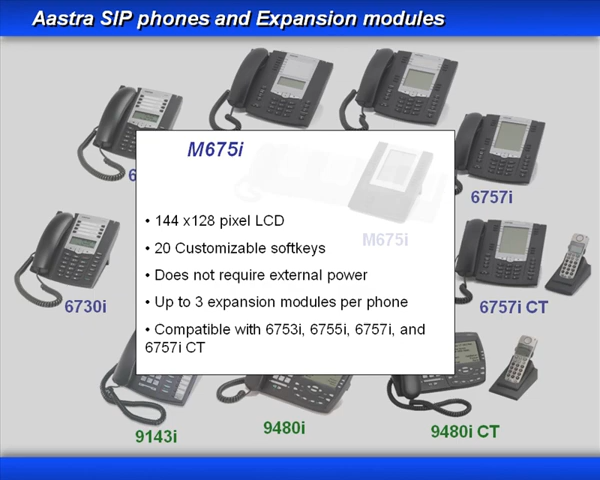 Aastra SIP phones and Expansion modules
M675i
6757i
• 144 x128 pixel LCD
• 20 Customizable softkeys
M675i
• Does not require external power
• Up to 3 expansion modules per phone
• Compatible with 6753i, 6755i, 6757i, and
6757i CT
6730i
6757i CT
9143i
9480i
9480i CT